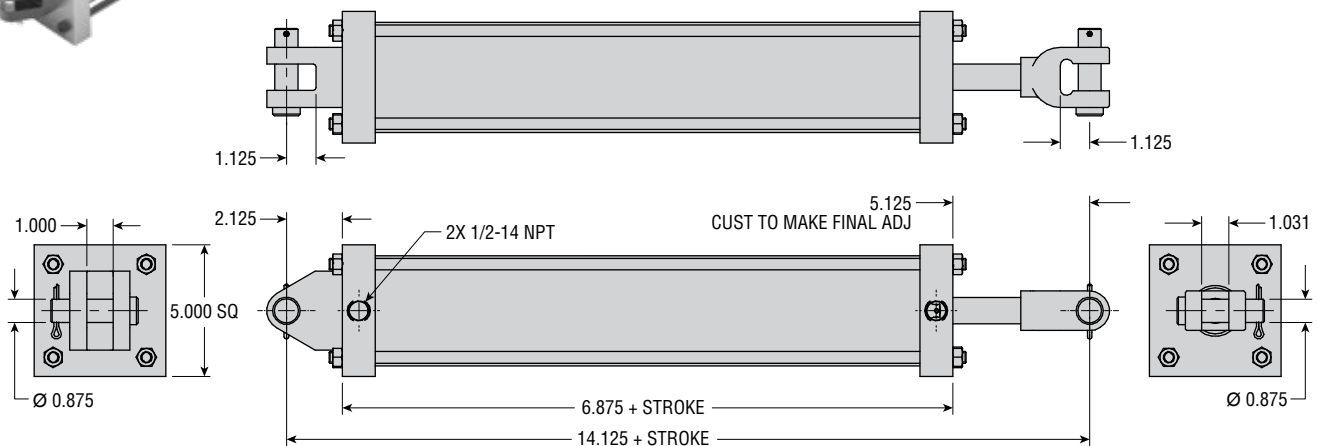 1.125
1.125
1.000
2.125
2X 1/2-14 NPT
5.125
CUST TO MAKE FINAL ADJ
1.031
5.000 SQ
Ø 0.875
Ø 0.875
6.875 + STROKE
14.125 + STROKE